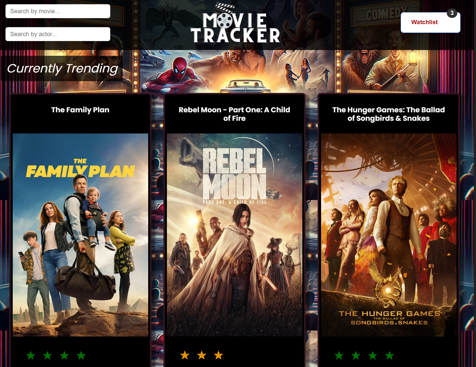 Search by movie...
Search by actor...
MOVIE
TRACKER
COMEDY
Watchlist
3
Currently Trending
The Family Plan
Rebel Moon - Part One: A Child
of Fire
The Hunger Games: The Ballad
of Songbirds & Snakes
THE
FAMILY PLAN
REBEL
MOON
PART ONE: A CHILD OF FIRE
THE HUNGER GAMES
THE BALLAD OF
SONGBIRDS & SNAKES